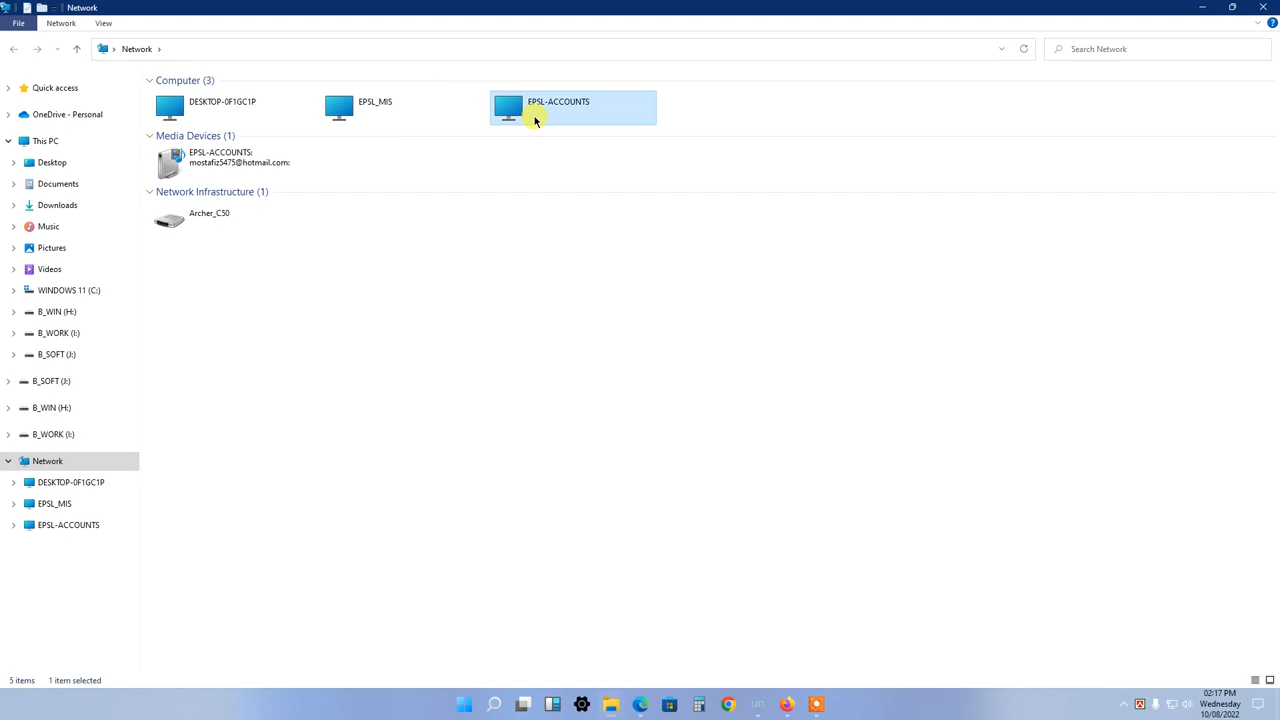 Network
File
Network
View
Network
Search Network
Quick access
OneDrive - Personal
This PC
Desktop
Documents
Downloads
Music
Pictures
Videos
WINDOWS 11 (C:)
B_WIN (H:)
B_WORK (I:)
B_SOFT (J:)
B_SOFT (J:)
B_WIN (H:)
B_WORK (I:)
Network
DESKTOP-0F1GC1P
EPSL_MIS
EPSL-ACCOUNTS
Computer (3)
DESKTOP-0F1GC1P
EPSL_MIS
EPSL-ACCOUNTS
Media Devices (1)
EPSL-ACCOUNTS:
mostafiz5475@hotmail.com:
Network Infrastructure (1)
Archer_C50
5 items
1 item selected
un
02:17 PM
Wednesday
10/08/2022